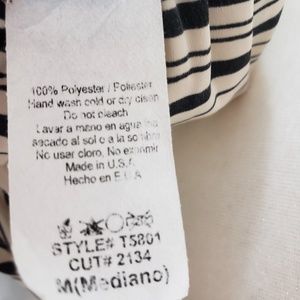 100% Polyester / Poliester
Hand wash cold or dry clean
Do not bleach
Lavar a mano en agua fria
secado al sol o a la sombra
No usar cloro, No exprimir
Made in U.S.A
Hecho en E.U.A
STYLE# T5801
CUT# 2134
M(Mediano)